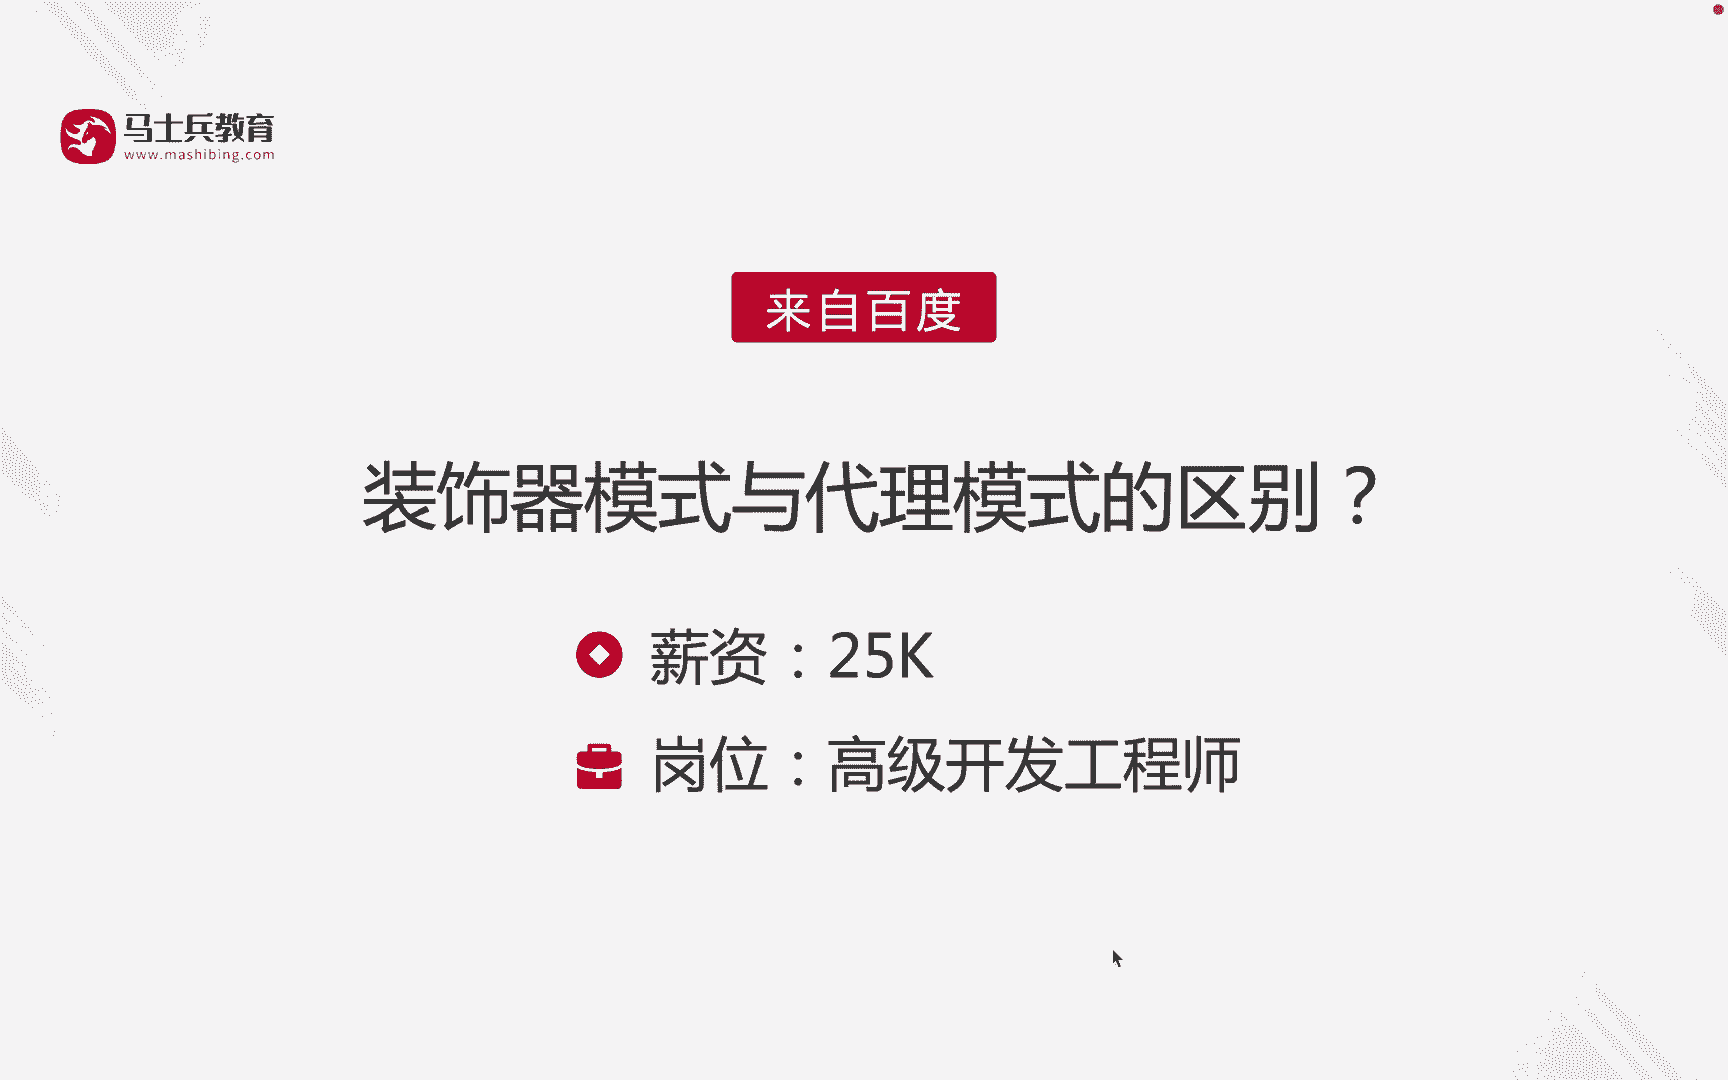 马士兵教育
www.mashibing.com
来自百度
装饰器模式与代理模式的区别？
薪资：25K
岗位：高级开发工程师